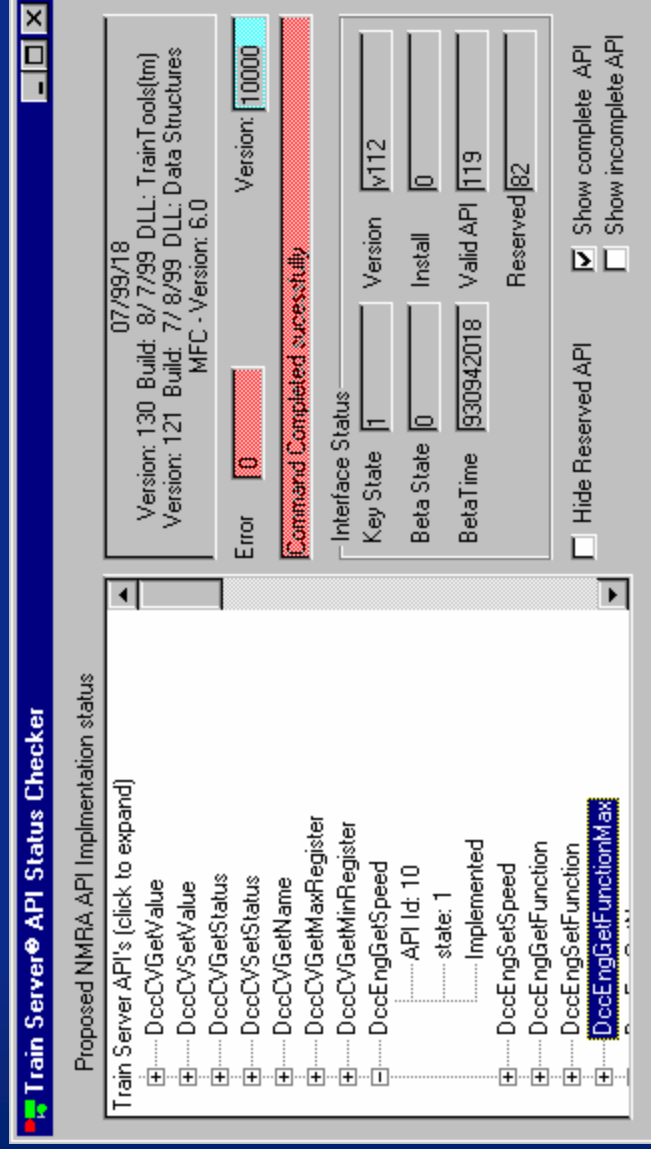 Train Server® API Status Checker
Proposed NMRA API Implmentation status
Train Server API's (click to expand)
DccCVGetValue
DccCVSetValue
DccCVGetStatus
DccCVSetStatus
DccCVGetName
DccCVGetMaxRegister
DccCVGetMinRegister
DccEngGetSpeed
API Id: 10
state: 1
Implemented
DccEngSetSpeed
DccEngGetFunction
DccEngSetFunction
DccEngGetFunctionMax
07/99/18
Version: 130 Build: 8/ 7/99 DLL: TrainTools(tm)
Version: 121 Build: 7/ 8/99 DLL: Data Structures
MFC - Version: 6.0
Error 0 Version: 10000
Command Completed sucessfully
Interface Status
Key State 1 Version v112
Beta State 0 Install 0
BetaTime 930942018 Valid API 119
Reserved 82
Hide Reserved API
Show complete API
Show incomplete API